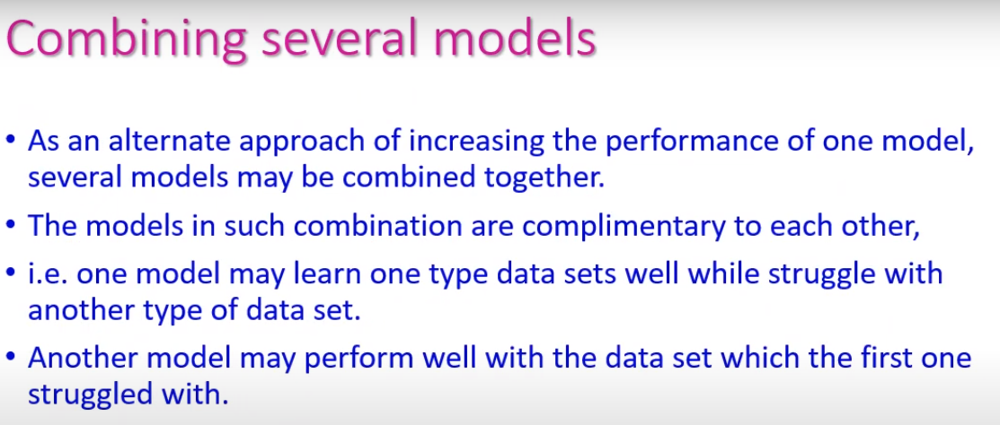 Combining several models
• As an alternate approach of increasing the performance of one model,
several models may be combined together.
• The models in such combination are complimentary to each other,
• i.e. one model may learn one type data sets well while struggle with
another type of data set.
• Another model may perform well with the data set which the first one
struggled with.